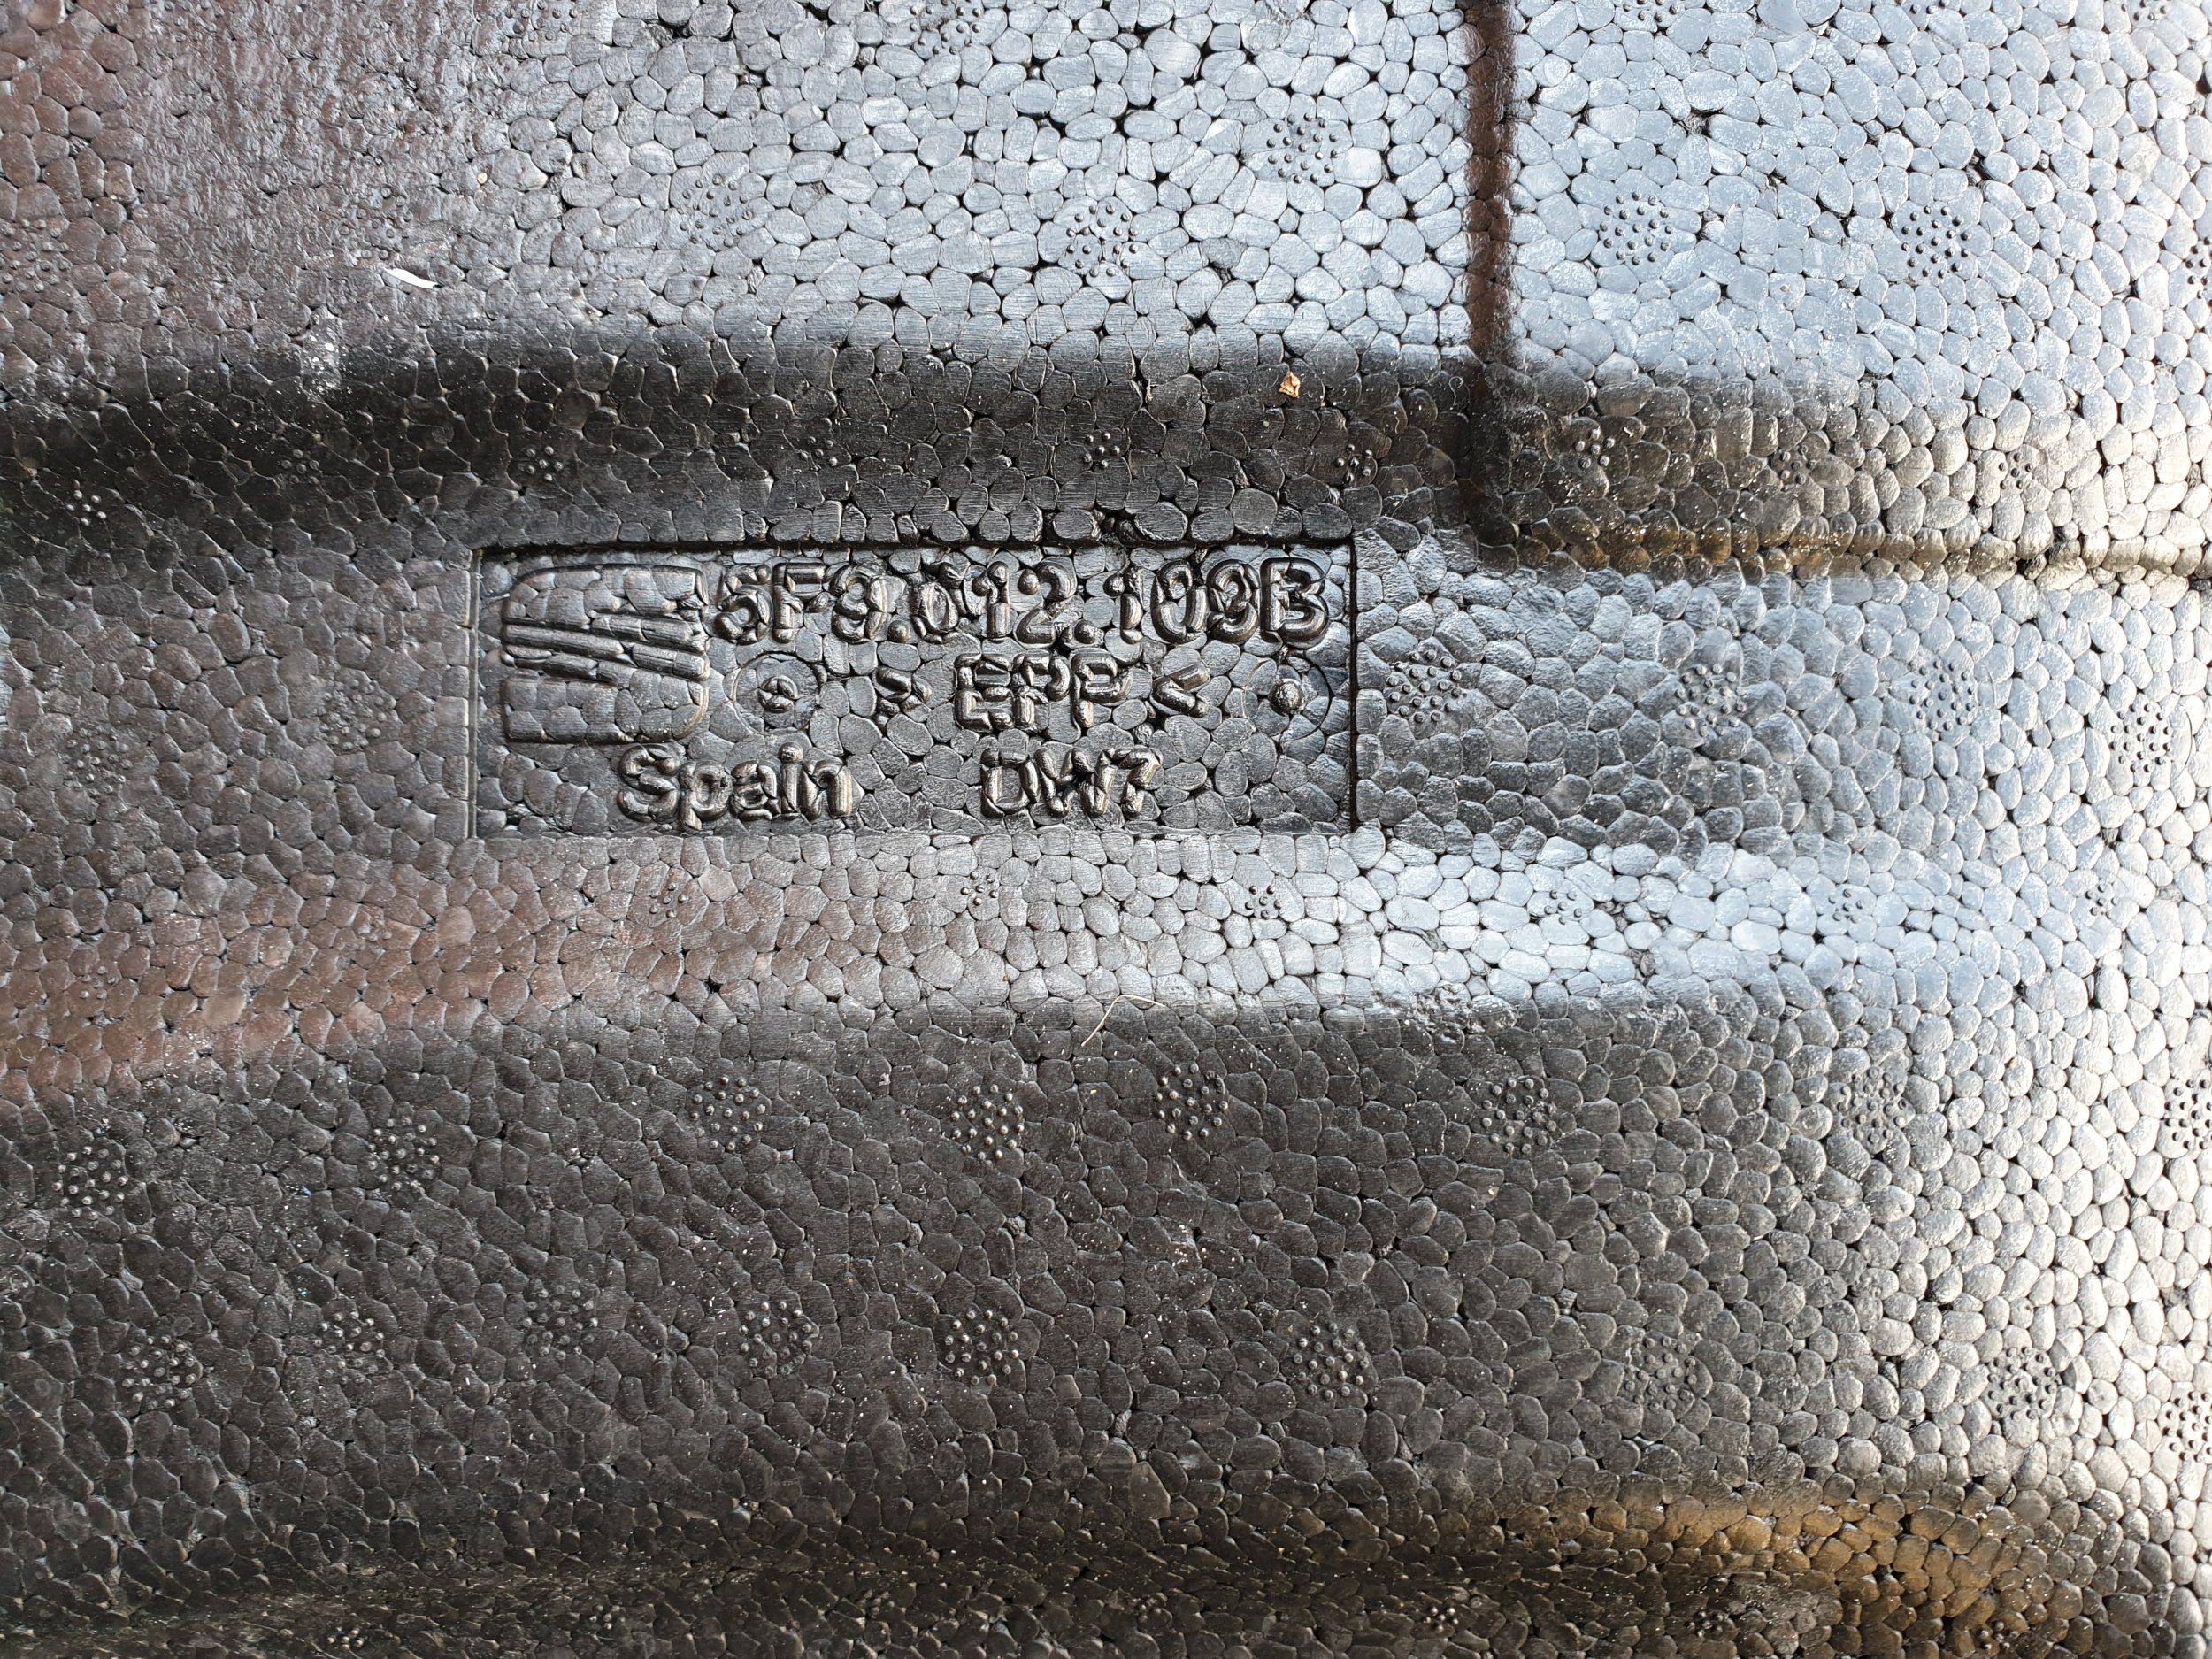 5F9.012.109B
> EPP <
Spain DW7